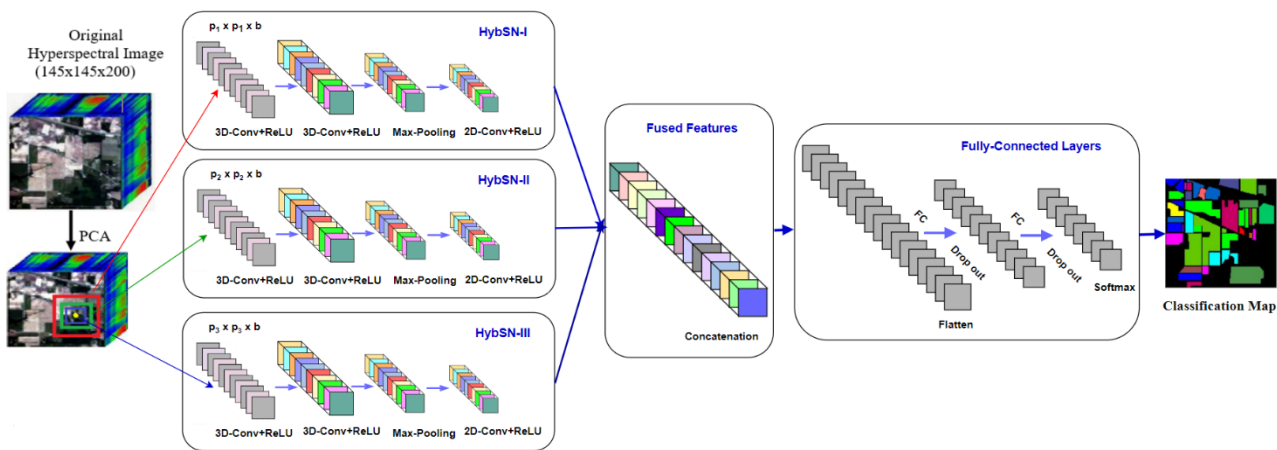 Original
Hyperspectral Image
(145x145x200)
PCA
p1 x p1 x b
HybSN-I
3D-Conv+ReLU
3D-Conv+ReLU
Max-Pooling
2D-Conv+ReLU
p2 x p2 x b
HybSN-II
3D-Conv+ReLU
3D-Conv+ReLU
Max-Pooling
2D-Conv+ReLU
p3 x p3 x b
HybSN-III
3D-Conv+ReLU
3D-Conv+ReLU
Max-Pooling
2D-Conv+ReLU
Fused Features
Concatenation
Fully-Connected Layers
FC
Drop out
FC
Drop out
Flatten
Softmax
Classification Map